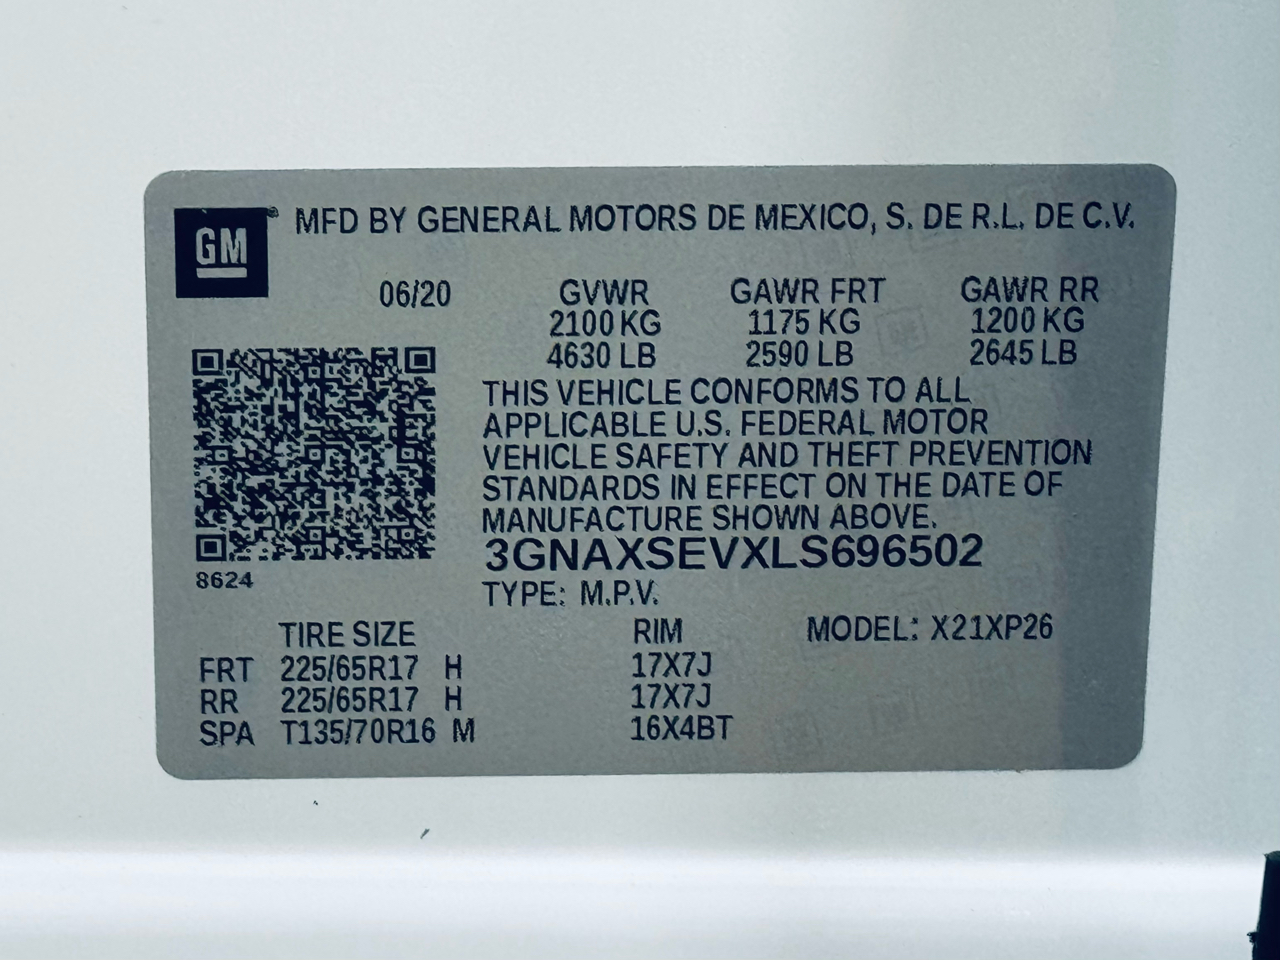 GM
MFD BY GENERAL MOTORS DE MEXICO, S. DE R.L. DE C.V.
06/20 GVWR GAWR FRT GAWR RR
2100 KG 1175 KG 1200 KG
4630 LB 2590 LB 2645 LB
THIS VEHICLE CONFORMS TO ALL
APPLICABLE U.S. FEDERAL MOTOR
VEHICLE SAFETY AND THEFT PREVENTION
STANDARDS IN EFFECT ON THE DATE OF
MANUFACTURE SHOWN ABOVE.
3GNAXSEVXLS696502
8624
TYPE: M.P.V.
TIRE SIZE RIM MODEL: X21XP26
FRT 225/65R17 H 17X7J
RR 225/65R17 H 17X7J
SPA T135/70R16 M 16X4BT